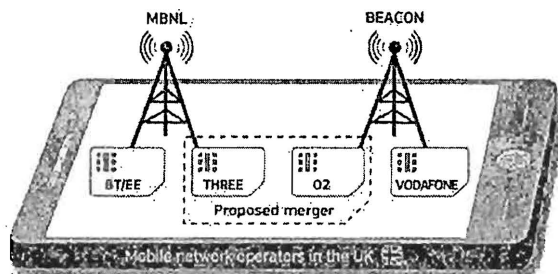 MBNL
BEACON
BT/EE
THREE
O2
VODAFONE
Proposed merger
Mobile network operators in the UK